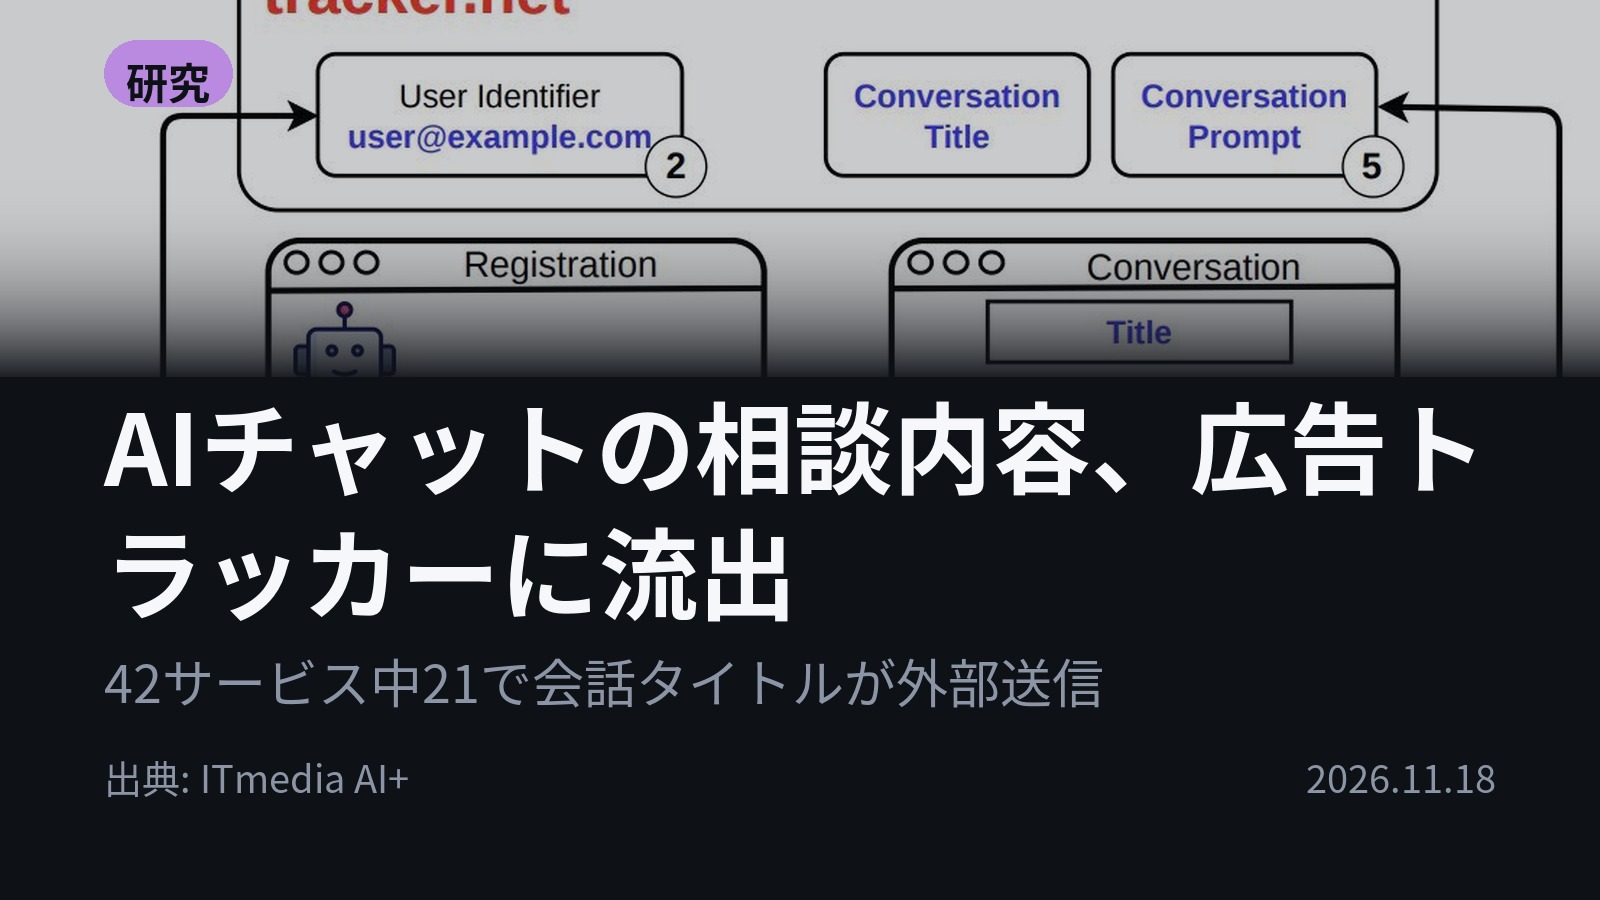 tracker.net
研究
User Identifier
user@example.com
2
Conversation
Title
Conversation
Prompt
5
Registration
Conversation
Title
AIチャットの相談内容、広告ト
ラッカーに流出
42サービス中21で会話タイトルが外部送信
出典: ITmedia AI+
2026.11.18